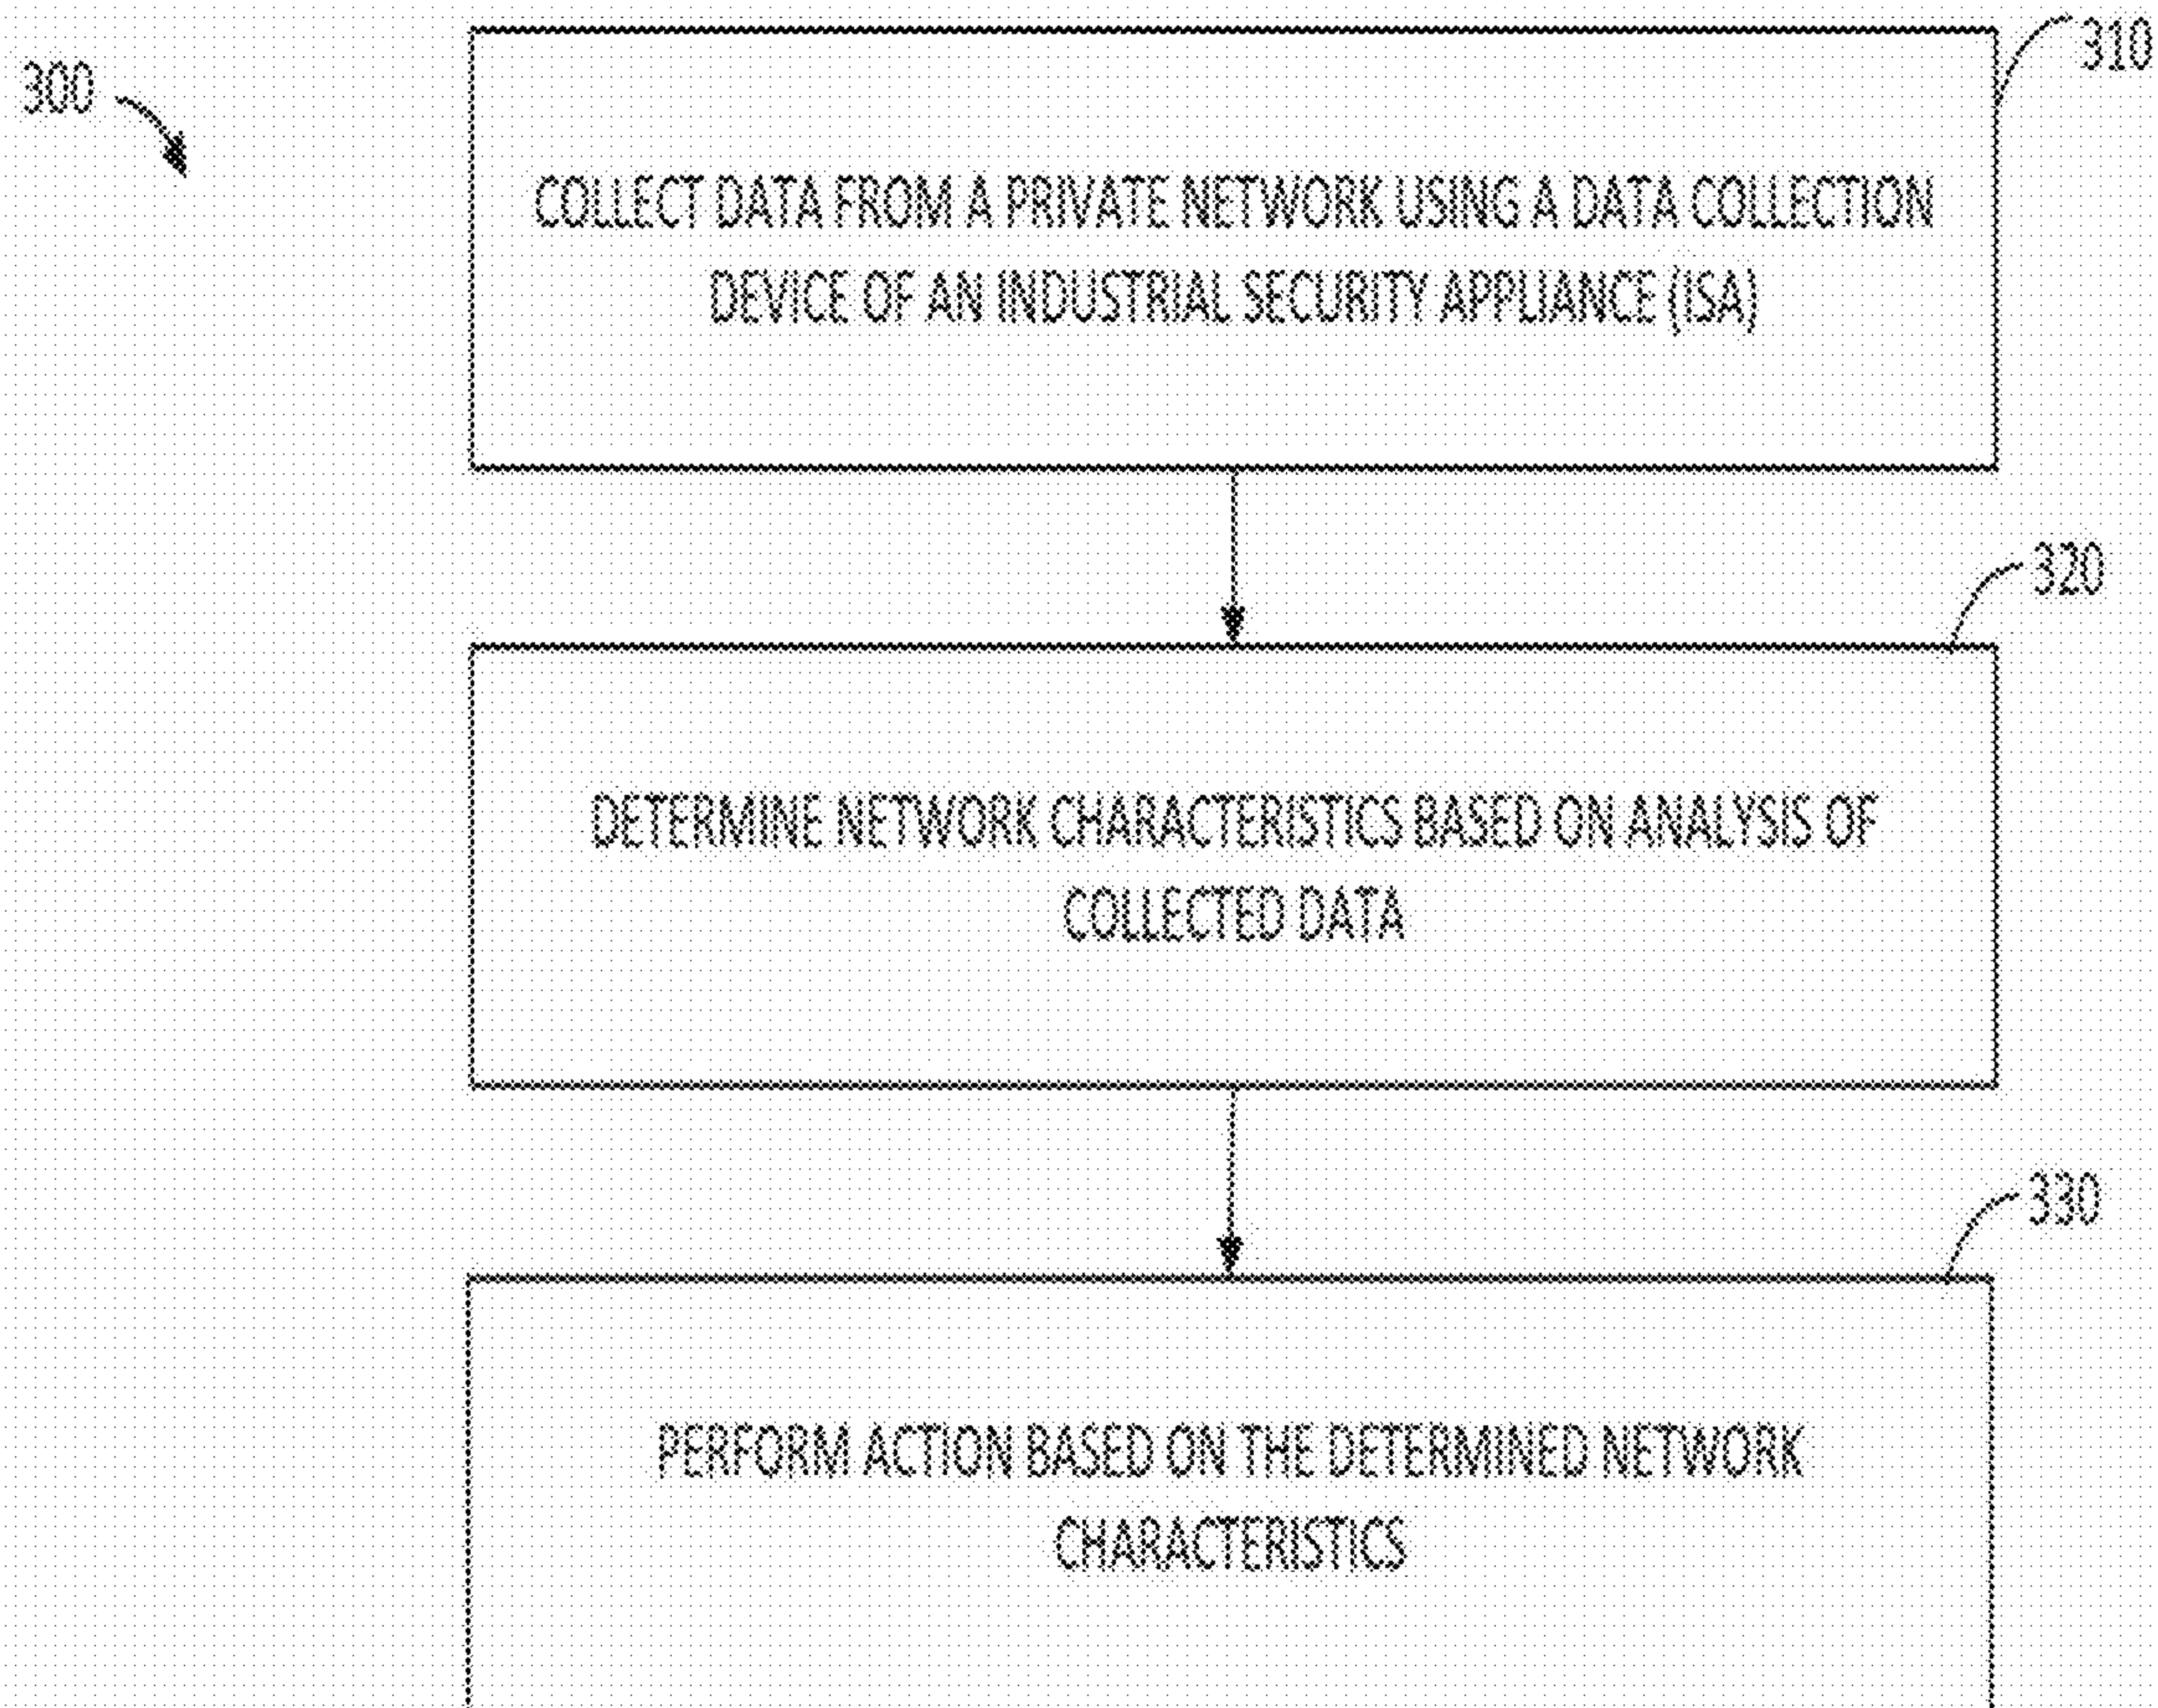 300
310
COLLECT DATA FROM A PRIVATE NETWORK USING A DATA COLLECTION
DEVICE OF AN INDUSTRIAL SECURITY APPLIANCE (ISA)
320
DETERMINE NETWORK CHARACTERISTICS BASED ON ANALYSIS OF
COLLECTED DATA
330
PERFORM ACTION BASED ON THE DETERMINED NETWORK
CHARACTERISTICS